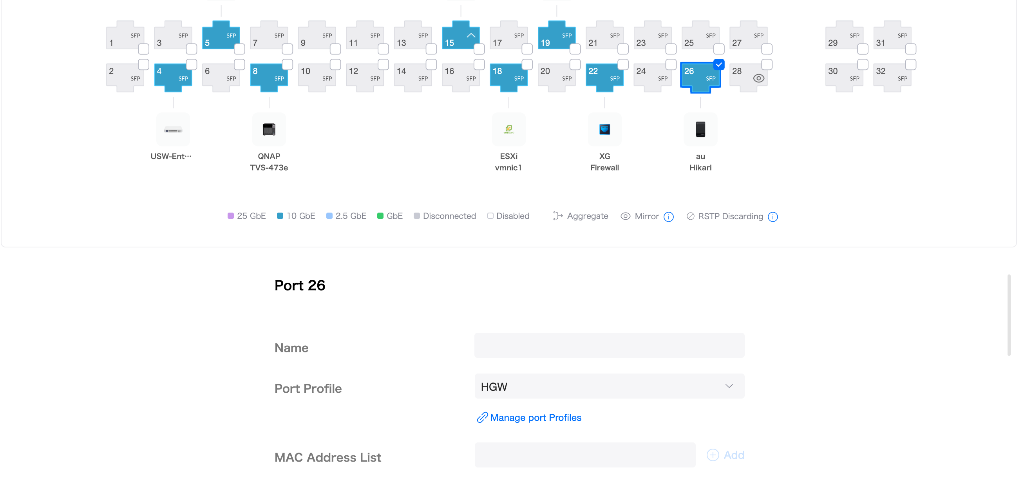 1 SFP 3 SFP 5 SFP 7 SFP 9 SFP 11 SFP 13 SFP 15 17 SFP 19 SFP 21 SFP 23 SFP 25 SFP 27 SFP 29 SFP 31 SFP
2 SFP 4 SFP 6 SFP 8 SFP 10 SFP 12 SFP 14 SFP 16 SFP 18 SFP 20 SFP 22 SFP 24 SFP 26 SFP 28 30 SFP 32 SFP
USW-Ent… QNAP ESXi XG au
TVS-473e vmnic1 Firewall Hikari
25 GbE 10 GbE 2.5 GbE GbE Disconnected Disabled Aggregate Mirror RSTP Discarding
Port 26
Name
Port Profile HGW
Manage port Profiles
MAC Address List Add